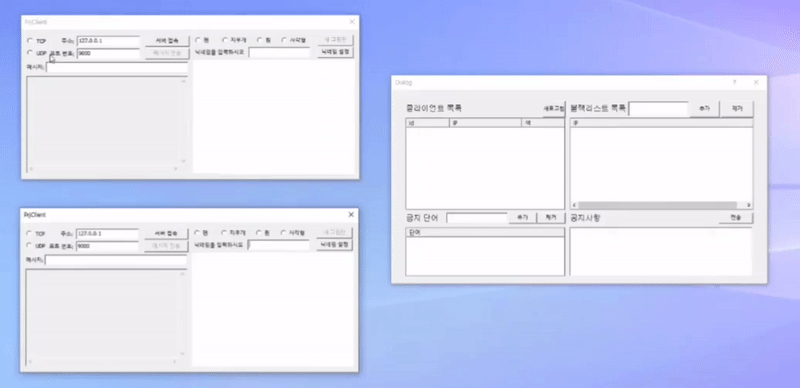 PrjClient
TCP 주소: 127.0.0.1 서버 접속 펜 지우개 원 사각형 새 그림판
UDP 포트 번호: 9000 메시지 전송 닉네임을 입력하시오 닉네임 설정
메시지:
PrjClient
TCP 주소: 127.0.0.1 서버 접속 펜 지우개 원 사각형 새 그림판
UDP 포트 번호: 9000 메시지 전송 닉네임을 입력하시오 닉네임 설정
메시지:
Dialog
클라이언트 목록 블랙리스트 목록 추가 제거
id IP IP
금지 단어 추가 제거 공지사항 전송
단어